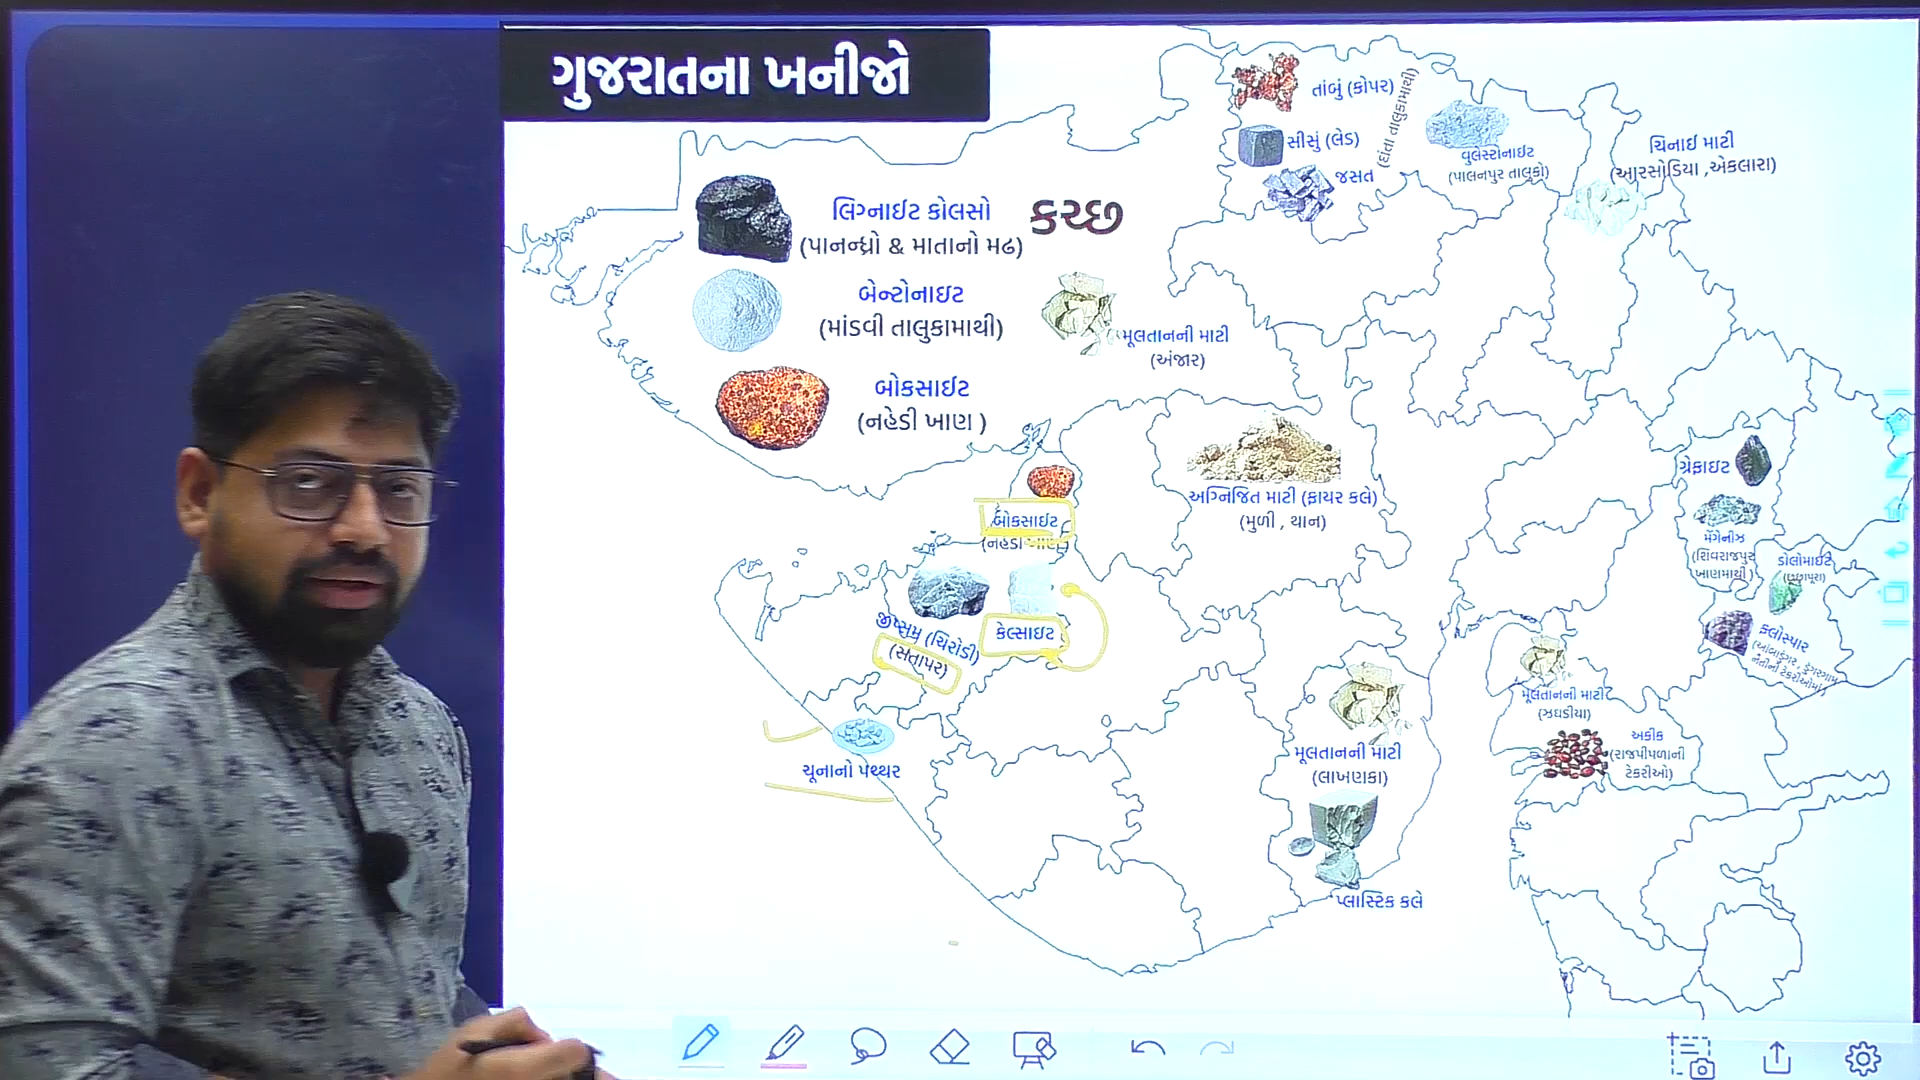 ગુજરાતના ખનીજો
તાંબું (કોપર)
(દાંતા તાલુકામાથી)
સીસું (લેડ)
જસત
વુલેસ્ટોનાઈટ
(પાલનપુર તાલુકો)
ચિનાઈ માટી
(આરસોડિયા ,એકલારા)
લિગ્નાઈટ કોલસો
(પાનન્ધ્રો & માતાનો મઢ)
કચ્છ
બેન્ટોનાઇટ
(માંડવી તાલુકામાથી)
મૂલતાનની માટી
(અંજાર)
બોકસાઈટ
(નહેડી ખાણ )
અગ્નિજિત માટી (ફાયર કલે)
(મુળી , થાન)
બોકસાઈટ
(નહેડી ખાણ)
જીપ્સમ (ચિરોડી)
(સતાપર)
કેલ્સાઇટ
ચૂનાનો પથ્થર
ગ્રેફાઇટ
મેંગેનીઝ
(શિવરાજપુર
ખાણમાથી )
ડોલોમાઈટ
ફ્લોસ્પાર
મૂલતાનની માટી
(ઝઘડીયા)
અકીક
(રાજપીપળાની
ટેકરીઓ)
મૂલતાનની માટી
(લાખણકા)
પ્લાસ્ટિક કલે